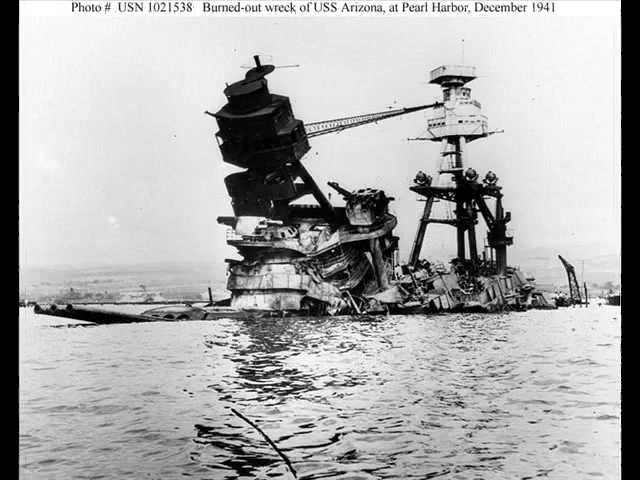 Photo # USN 1021538 Burned-out wreck of USS Arizona, at Pearl Harbor, December 1941